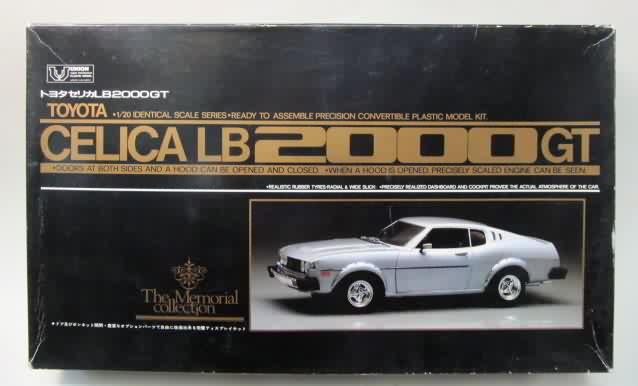 UNION
トヨタセリカLB2000GT
TOYOTA
•1/20 IDENTICAL SCALE SERIES•READY TO ASSEMBLE PRECISION CONVERTIBLE PLASTIC MODEL KIT.
CELICA LB2000GT
•DOORS AT BOTH SIDES AND A HOOD CAN BE OPENED AND CLOSED. •WHEN A HOOD IS OPENED, PRECISELY SCALED ENGINE CAN BE SEEN.
•REALISTIC RUBBER TYRES-RADIAL & WIDE SLICK. •PRECISELY REALIZED DASHBOARD AND COCKPIT PROVIDE THE ACTUAL ATMOSPHERE OF THE CAR.
The Memorial
collection